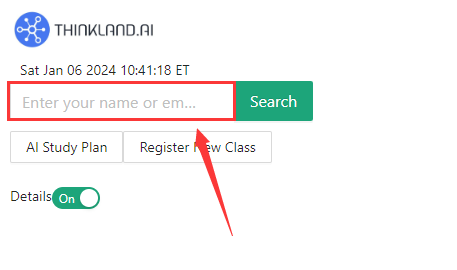 THINKLAND.AI
Sat Jan 06 2024 10:41:18 ET
Enter your name or em... Search
AI Study Plan Register New Class
Details On